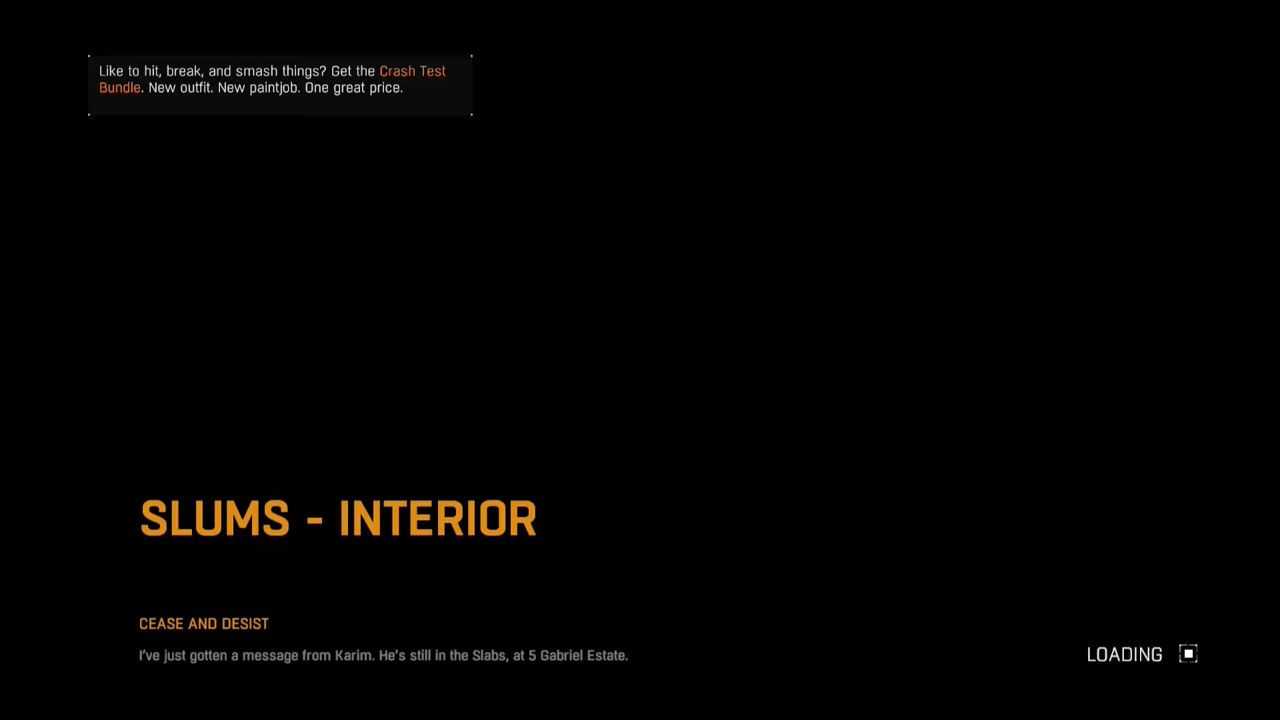 Like to hit, break, and smash things? Get the Crash Test
Bundle. New outfit. New paintjob. One great price.
SLUMS - INTERIOR
CEASE AND DESIST
I've just gotten a message from Karim. He's still in the Slabs, at 5 Gabriel Estate.
LOADING